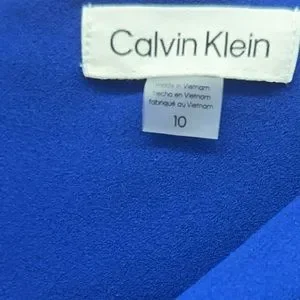 Calvin Klein
made in Vietnam
hecho en Vietnam
fabriqué au Vietnam
10